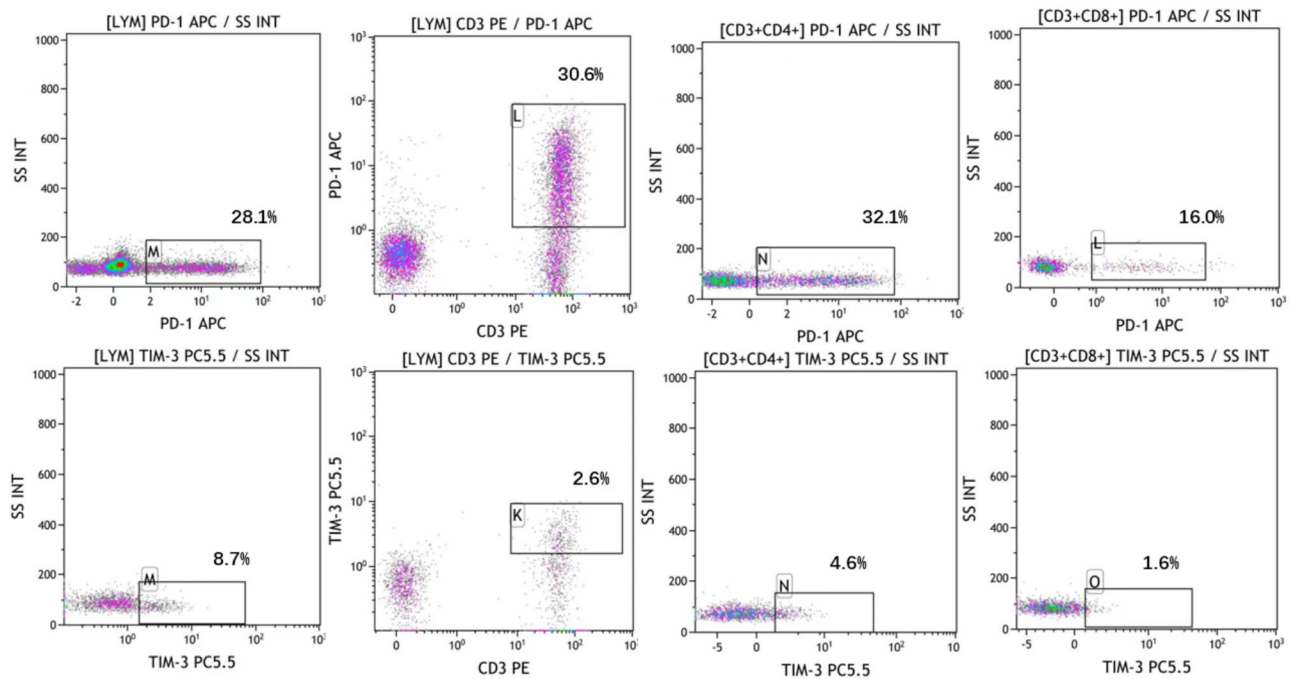 [LYM] PD-1 APC / SS INT
1000
800
600
400
200
0
SS INT
28.1%
M
-2
0
2
10¹
10²
10³
PD-1 APC
[LYM] CD3 PE / PD-1 APC
10³
10²
10¹
10⁰
PD-1 APC
30.6%
L
0
10⁰
10¹
10²
10³
CD3 PE
[CD3+CD4+] PD-1 APC / SS INT
1000
800
600
400
200
0
SS INT
32.1%
N
-2
0
2
10¹
10²
PD-1 APC
[CD3+CD8+] PD-1 APC / SS INT
1000
800
600
400
200
0
SS INT
16.0%
L
0
10⁰
10¹
10²
10³
PD-1 APC
[LYM] TIM-3 PC5.5 / SS INT
1000
800
600
400
200
0
SS INT
8.7%
M
10⁰
10¹
10²
TIM-3 PC5.5
[LYM] CD3 PE / TIM-3 PC5.5
10³
10²
10¹
10⁰
TIM-3 PC5.5
2.6%
K
0
10⁰
10¹
10²
CD3 PE
[CD3+CD4+] TIM-3 PC5.5 / SS INT
1000
800
600
400
200
0
SS INT
4.6%
N
-5
0
10¹
10²
10³
TIM-3 PC5.5
[CD3+CD8+] TIM-3 PC5.5 / SS INT
1000
800
600
400
200
0
SS INT
1.6%
O
-5
0
10¹
10²
10³
TIM-3 PC5.5